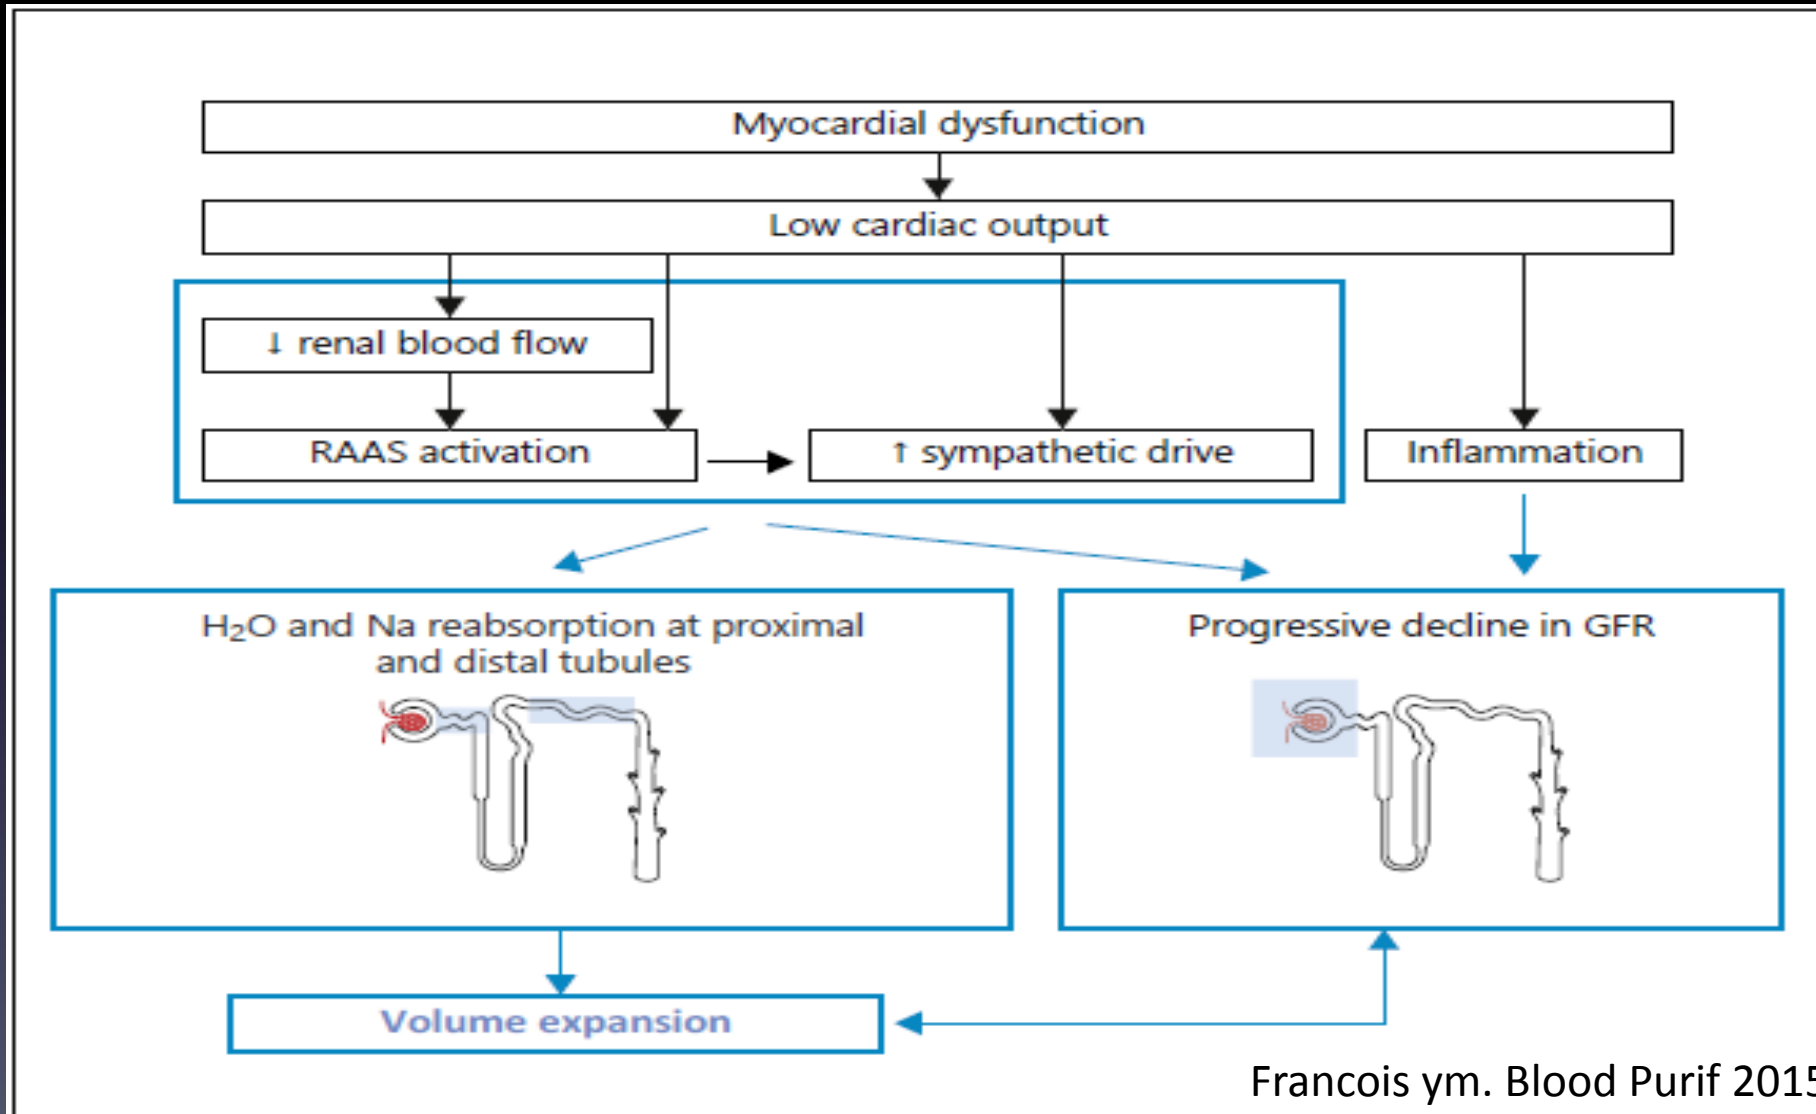 Myocardial dysfunction
Low cardiac output
↓ renal blood flow
RAAS activation
↑ sympathetic drive
Inflammation
H₂O and Na reabsorption at proximal
and distal tubules
Progressive decline in GFR
Volume expansion
Francois ym. Blood Purif 2015